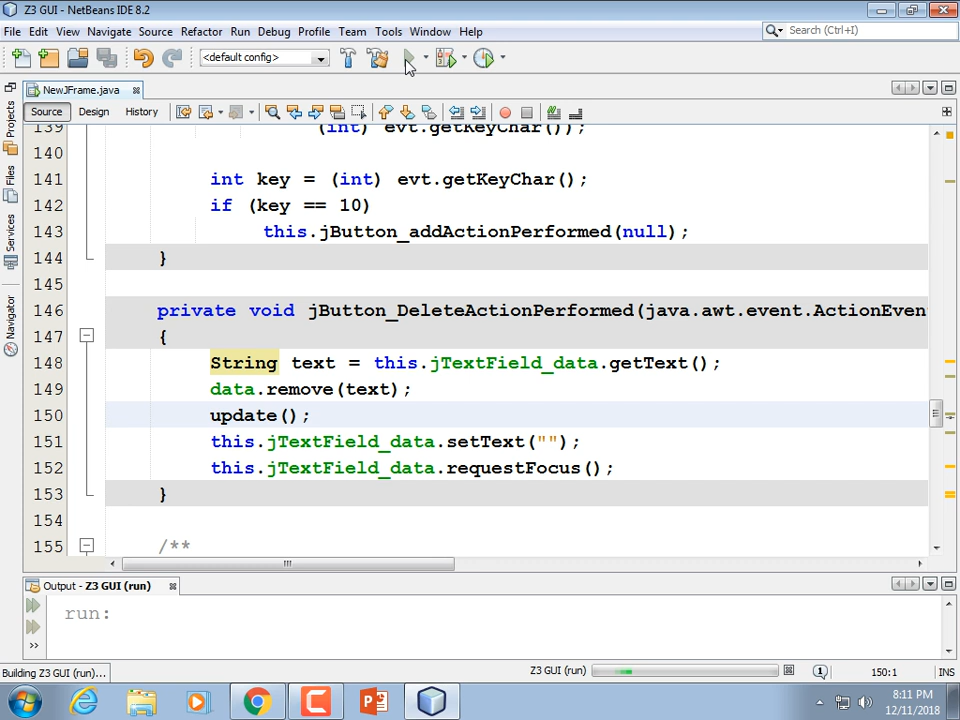 Z3 GUI - NetBeans IDE 8.2
File Edit View Navigate Source Refactor Run Debug Profile Team Tools Window Help
Search (Ctrl+I)
<default config>
NewJFrame.java
Source Design History
Projects
Files
Services
Navigator
139 (int) evt.getKeyChar());
140
141 int key = (int) evt.getKeyChar();
142 if (key == 10)
143 this.jButton_addActionPerformed(null);
144 }
145
146 private void jButton_DeleteActionPerformed(java.awt.event.ActionEven
147 {
148 String text = this.jTextField_data.getText();
149 data.remove(text);
150 update();
151 this.jTextField_data.setText("");
152 this.jTextField_data.requestFocus();
153 }
154
155 /**
Output - Z3 GUI (run)
run:
Building Z3 GUI (run)...
Z3 GUI (run)
1
150:1 INS
8:11 PM
12/11/2018